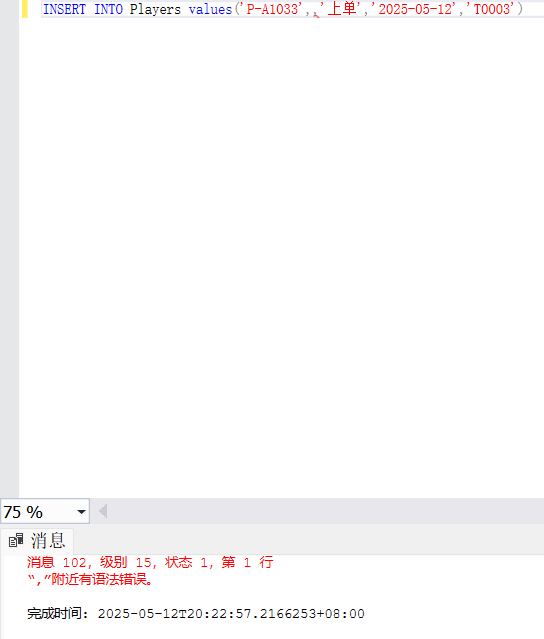 INSERT INTO Players values('P-A1033',,'上单','2025-05-12','T0003')
75 %
消息
消息 102，级别 15，状态 1，第 1 行
“,”附近有语法错误。
完成时间: 2025-05-12T20:22:57.2166253+08:00